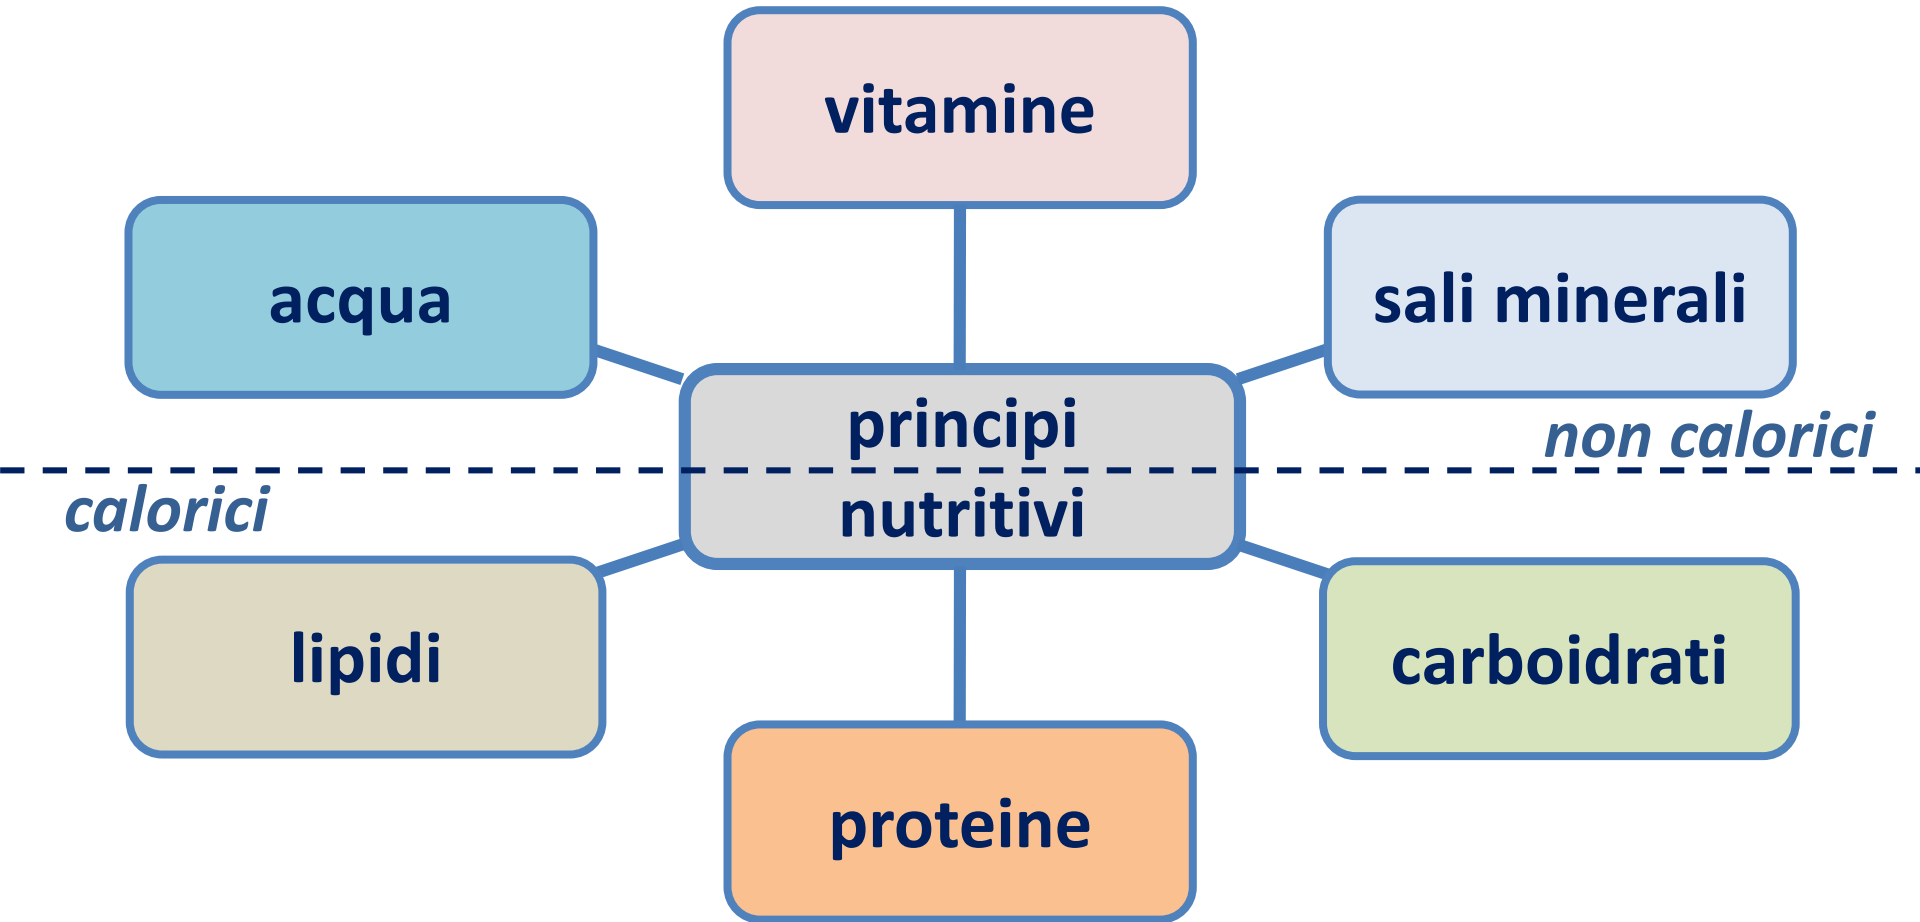 vitamine
acqua
sali minerali
principi
nutritivi
non calorici
calorici
lipidi
carboidrati
proteine